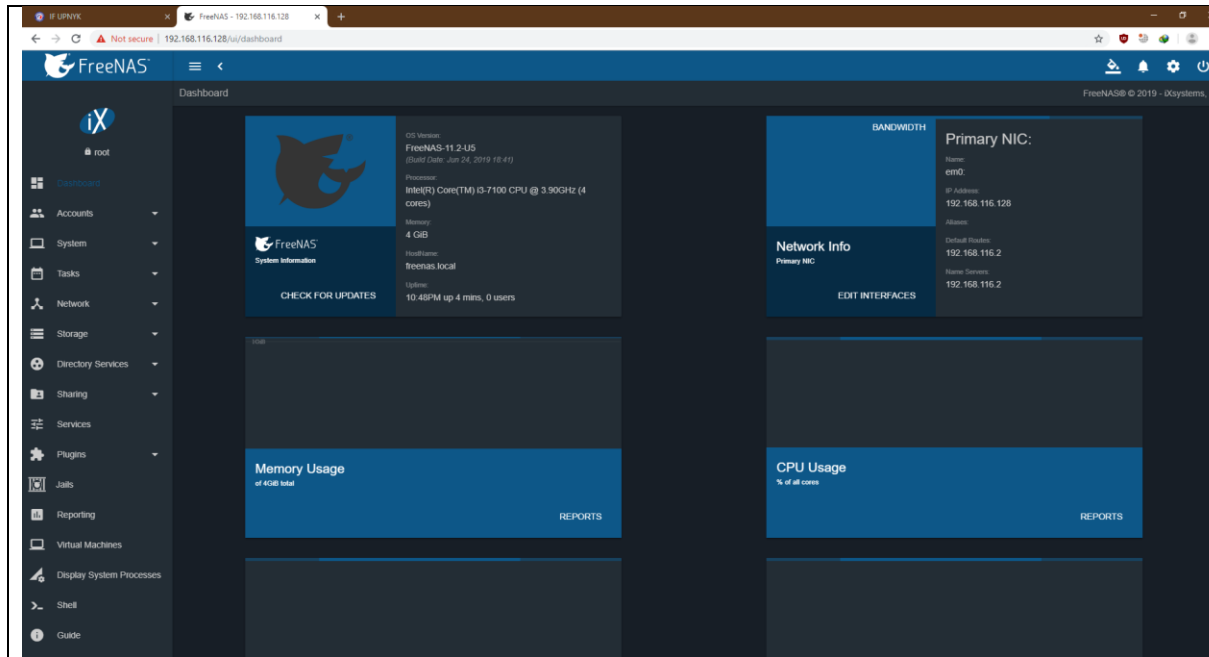 IF UPNYK
FreeNAS - 192.168.116.128
Not secure | 192.168.116.128/ui/dashboard
FreeNAS
Dashboard
FreeNAS® © 2019 - iXsystems,
iX
root
Dashboard
Accounts
System
Tasks
Network
Storage
Directory Services
Sharing
Services
Plugins
Jails
Reporting
Virtual Machines
Display System Processes
Shell
Guide
FreeNAS
System Information
CHECK FOR UPDATES
OS Version:
FreeNAS-11.2-U5
(Build Date: Jun 24, 2019 18:41)
Processor:
Intel(R) Core(TM) i3-7100 CPU @ 3.90GHz (4
cores)
Memory:
4 GiB
HostName:
freenas.local
Uptime:
10:48PM up 4 mins, 0 users
BANDWIDTH
Network Info
Primary NIC
EDIT INTERFACES
Primary NIC:
Name:
em0:
IP Address:
192.168.116.128
Aliases:
Default Routes:
192.168.116.2
Name Servers:
192.168.116.2
Memory Usage
of 4GiB total
REPORTS
CPU Usage
% of all cores
REPORTS